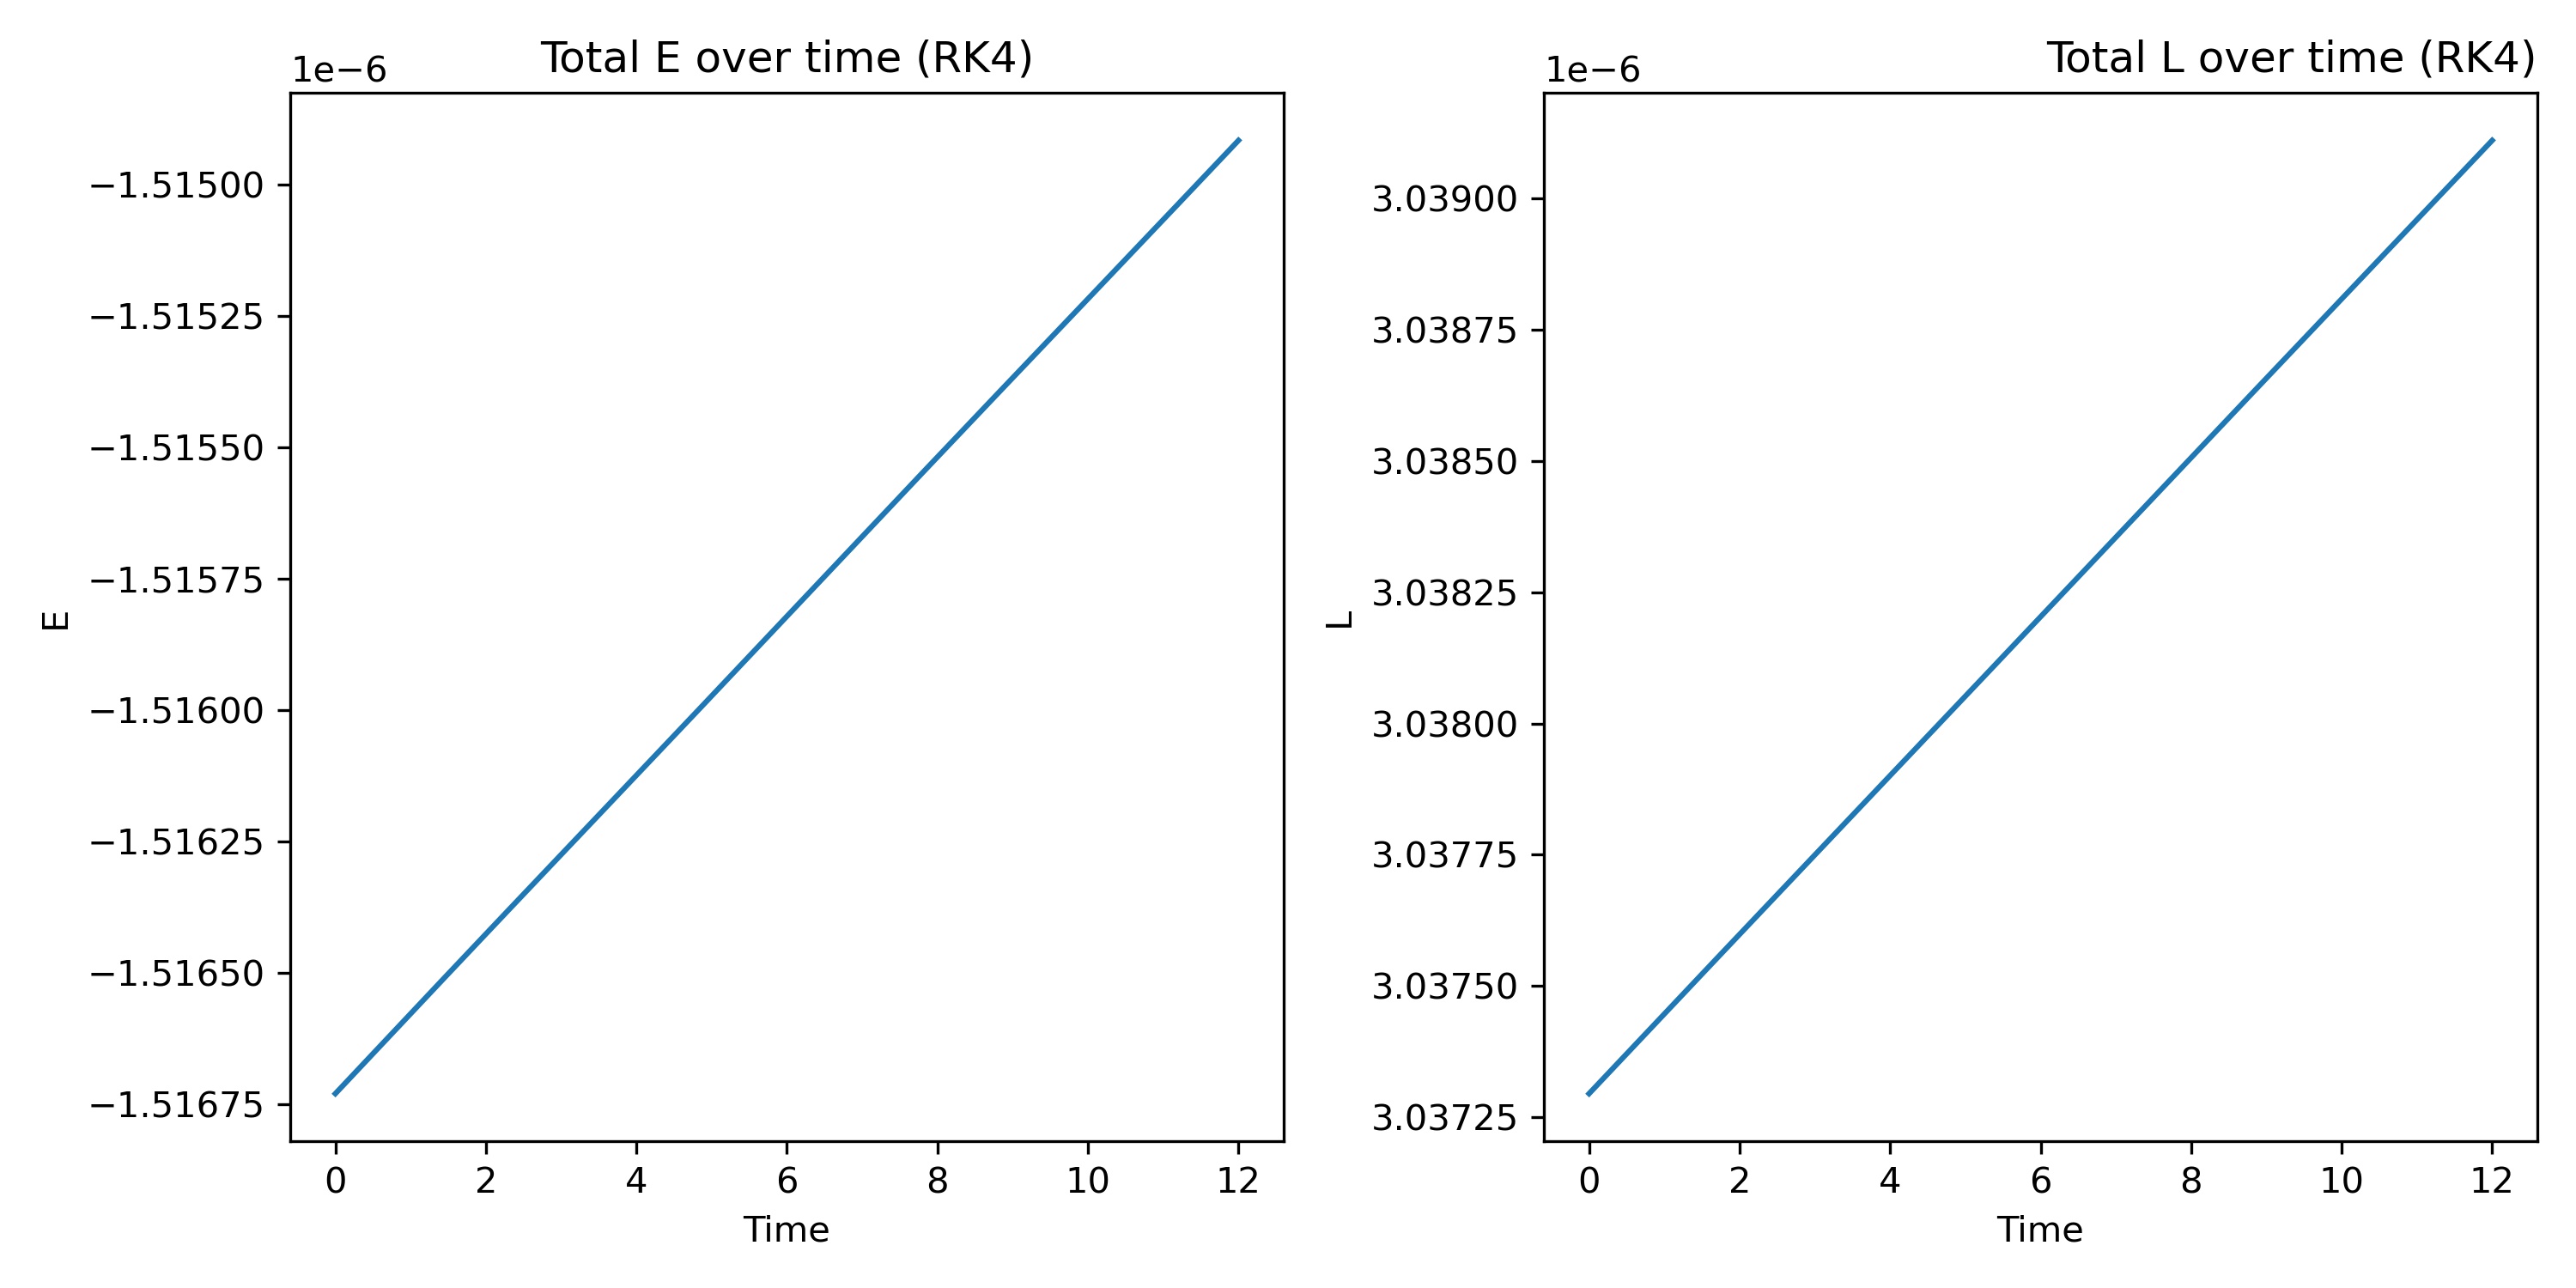 Total E over time (RK4)
1e−6
−1.51500
−1.51525
−1.51550
−1.51575
−1.51600
−1.51625
−1.51650
−1.51675
E
0 2 4 6 8 10 12
Time
Total L over time (RK4)
1e−6
3.03900
3.03875
3.03850
3.03825
3.03800
3.03775
3.03750
3.03725
L
0 2 4 6 8 10 12
Time